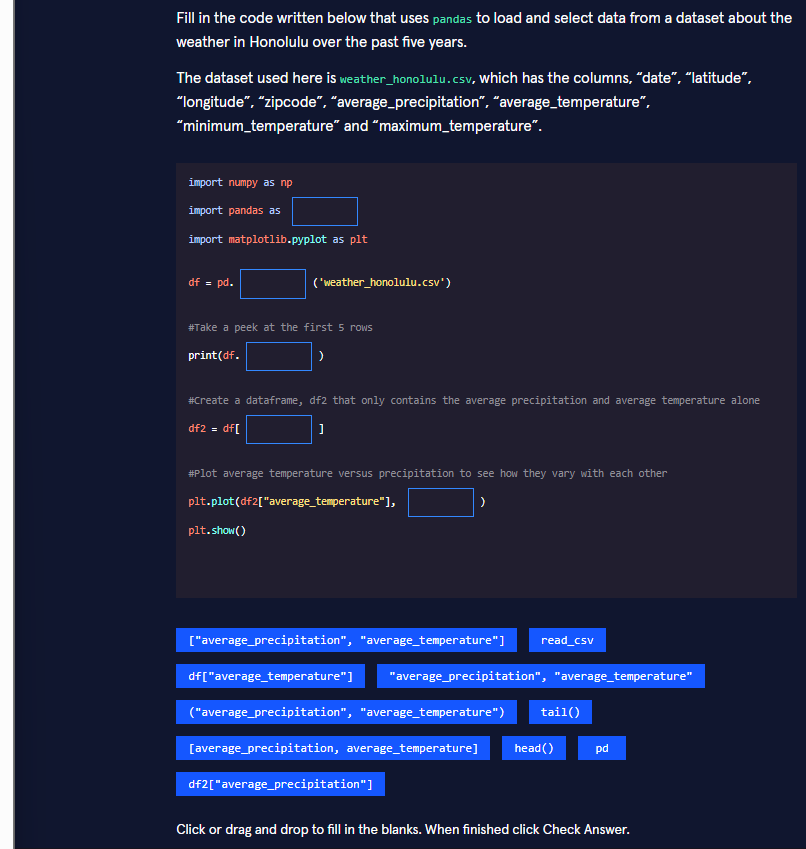 Fill in the code written below that uses pandas to load and select data from a dataset about the
weather in Honolulu over the past five years.
The dataset used here is weather_honolulu.csv, which has the columns, “date”, “latitude”,
“longitude”, “zipcode”, “average_precipitation”, “average_temperature”,
“minimum_temperature” and “maximum_temperature”.
import numpy as np
import pandas as
import matplotlib.pyplot as plt
df = pd. ('weather_honolulu.csv')
#Take a peek at the first 5 rows
print(df. )
#Create a dataframe, df2 that only contains the average precipitation and average temperature alone
df2 = df[ ]
#Plot average temperature versus precipitation to see how they vary with each other
plt.plot(df2["average_temperature"], )
plt.show()
["average_precipitation", "average_temperature"] read_csv
df["average_temperature"] "average_precipitation", "average_temperature"
("average_precipitation", "average_temperature") tail()
[average_precipitation, average_temperature] head() pd
df2["average_precipitation"]
Click or drag and drop to fill in the blanks. When finished click Check Answer.